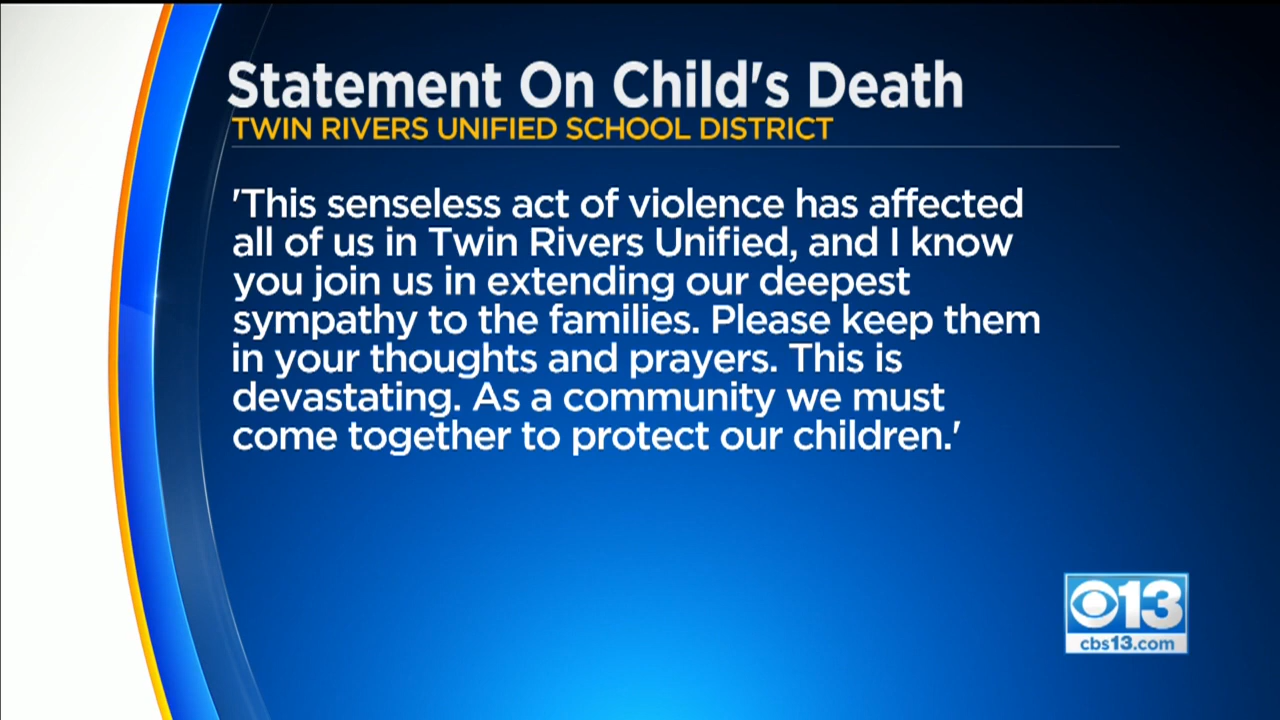 Statement On Child's Death
TWIN RIVERS UNIFIED SCHOOL DISTRICT
'This senseless act of violence has affected
all of us in Twin Rivers Unified, and I know
you join us in extending our deepest
sympathy to the families. Please keep them
in your thoughts and prayers. This is
devastating. As a community we must
come together to protect our children.'
13
cbs13.com